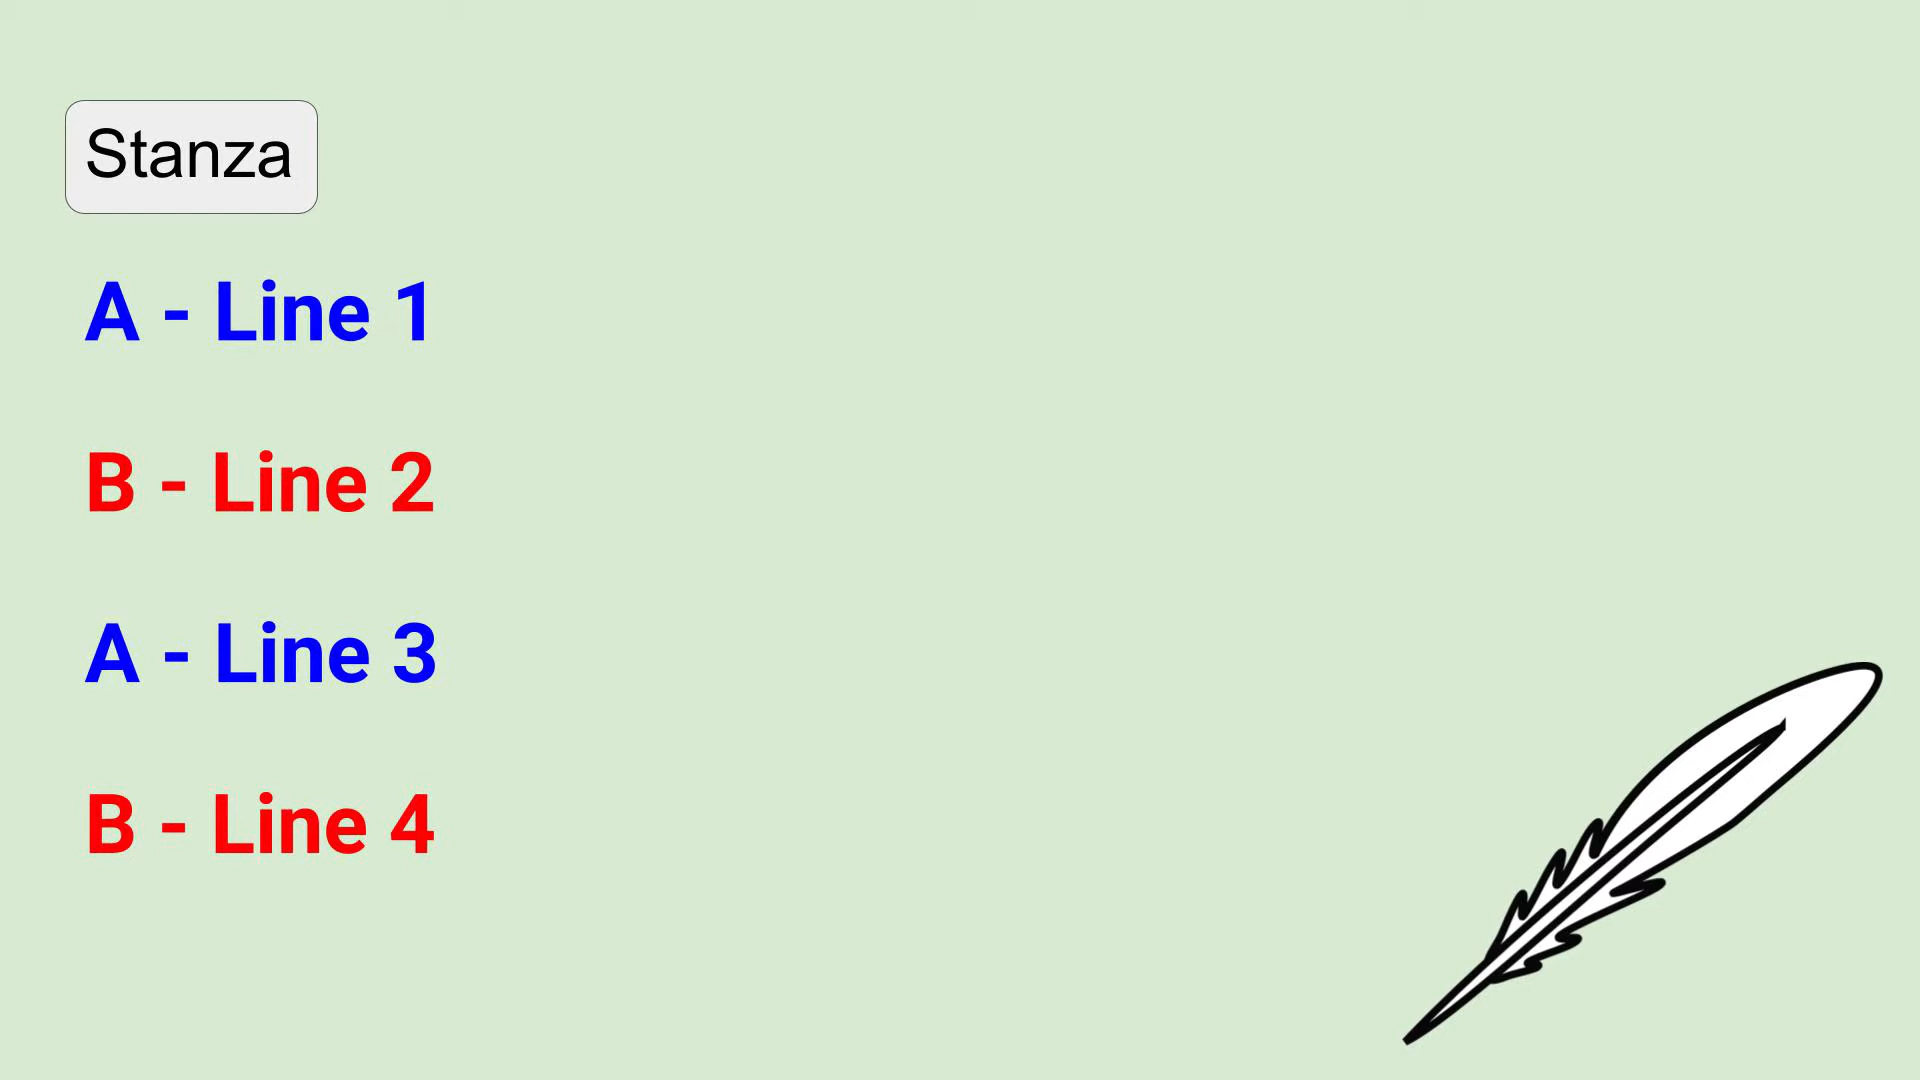 Stanza
A - Line 1
B - Line 2
A - Line 3
B - Line 4